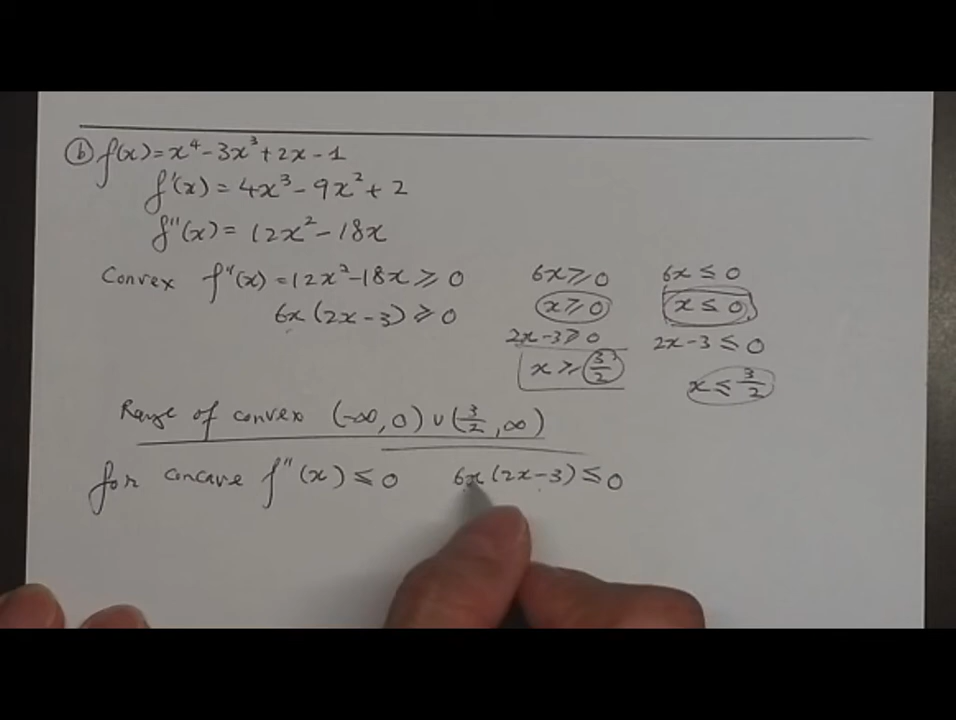 ⓑ f(x) = x⁴ - 3x³ + 2x - 1
f'(x) = 4x³ - 9x² + 2
f''(x) = 12x² - 18x
Convex f''(x) = 12x² - 18x ≥ 0
6x (2x - 3) ≥ 0
6x ≥ 0
x ≥ 0
2x - 3 ≥ 0
x ≥ 3/2
6x ≤ 0
x ≤ 0
2x - 3 ≤ 0
x ≤ 3/2
Range of convex (-∞, 0) ∪ (3/2, ∞)
for concave f''(x) ≤ 0 6x (2x - 3) ≤ 0